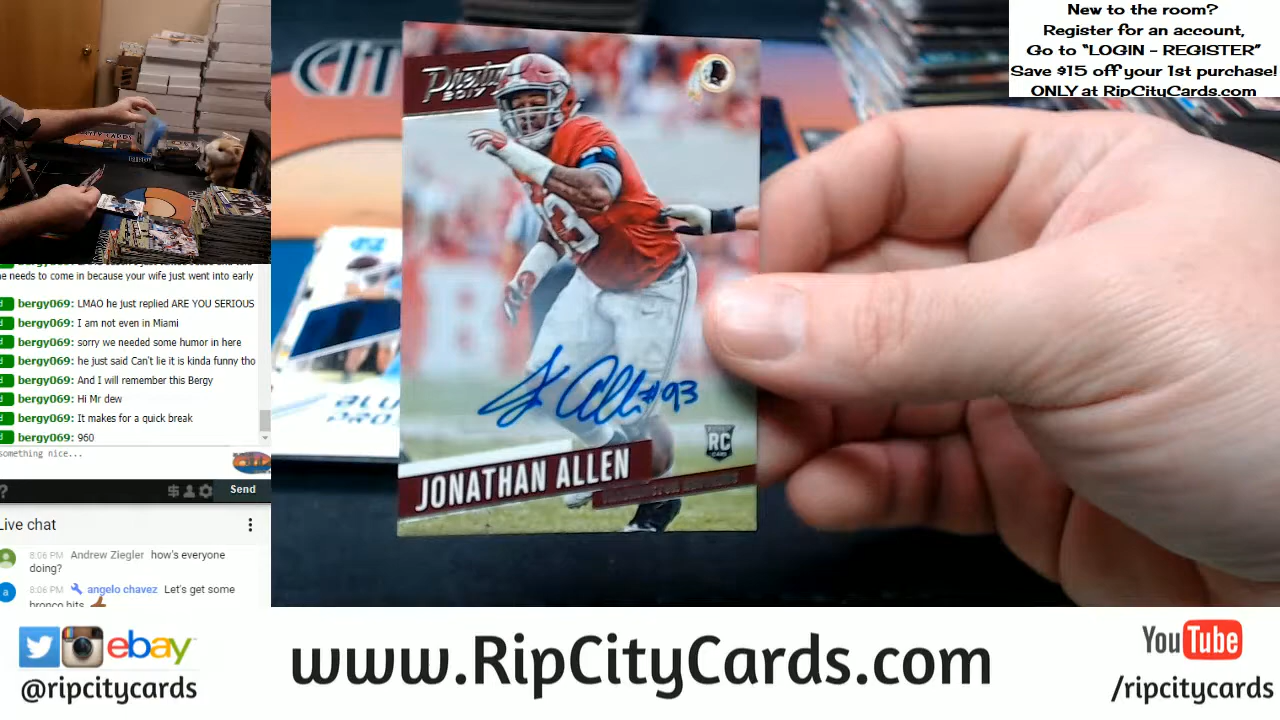 New to the room?
Register for an account,
Go to “LOGIN - REGISTER”
Save $15 off your 1st purchase!
ONLY at RipCityCards.com
Prestige
2017
93
JONATHAN ALLEN
RC
#93
he needs to come in because your wife just went into early
bergy069: LMAO he just replied ARE YOU SERIOUS
bergy069: I am not even in Miami
bergy069: sorry we needed some humor in here
bergy069: he just said Can't lie it is kinda funny tho
bergy069: And I will remember this Bergy
bergy069: Hi Mr dew
bergy069: It makes for a quick break
bergy069: 960
something nice...
Send
Live chat
8:06 PM Andrew Ziegler how's everyone
doing?
8:06 PM angelo chavez Let's get some
bronco hits
ebay
@ripcitycards
www.RipCityCards.com
YouTube
/ripcitycards